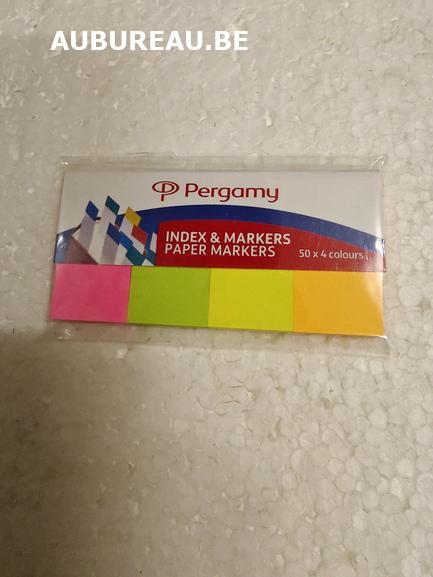 AUBUREAU.BE
Pergamy
INDEX & MARKERS
PAPER MARKERS
50 x 4 colours